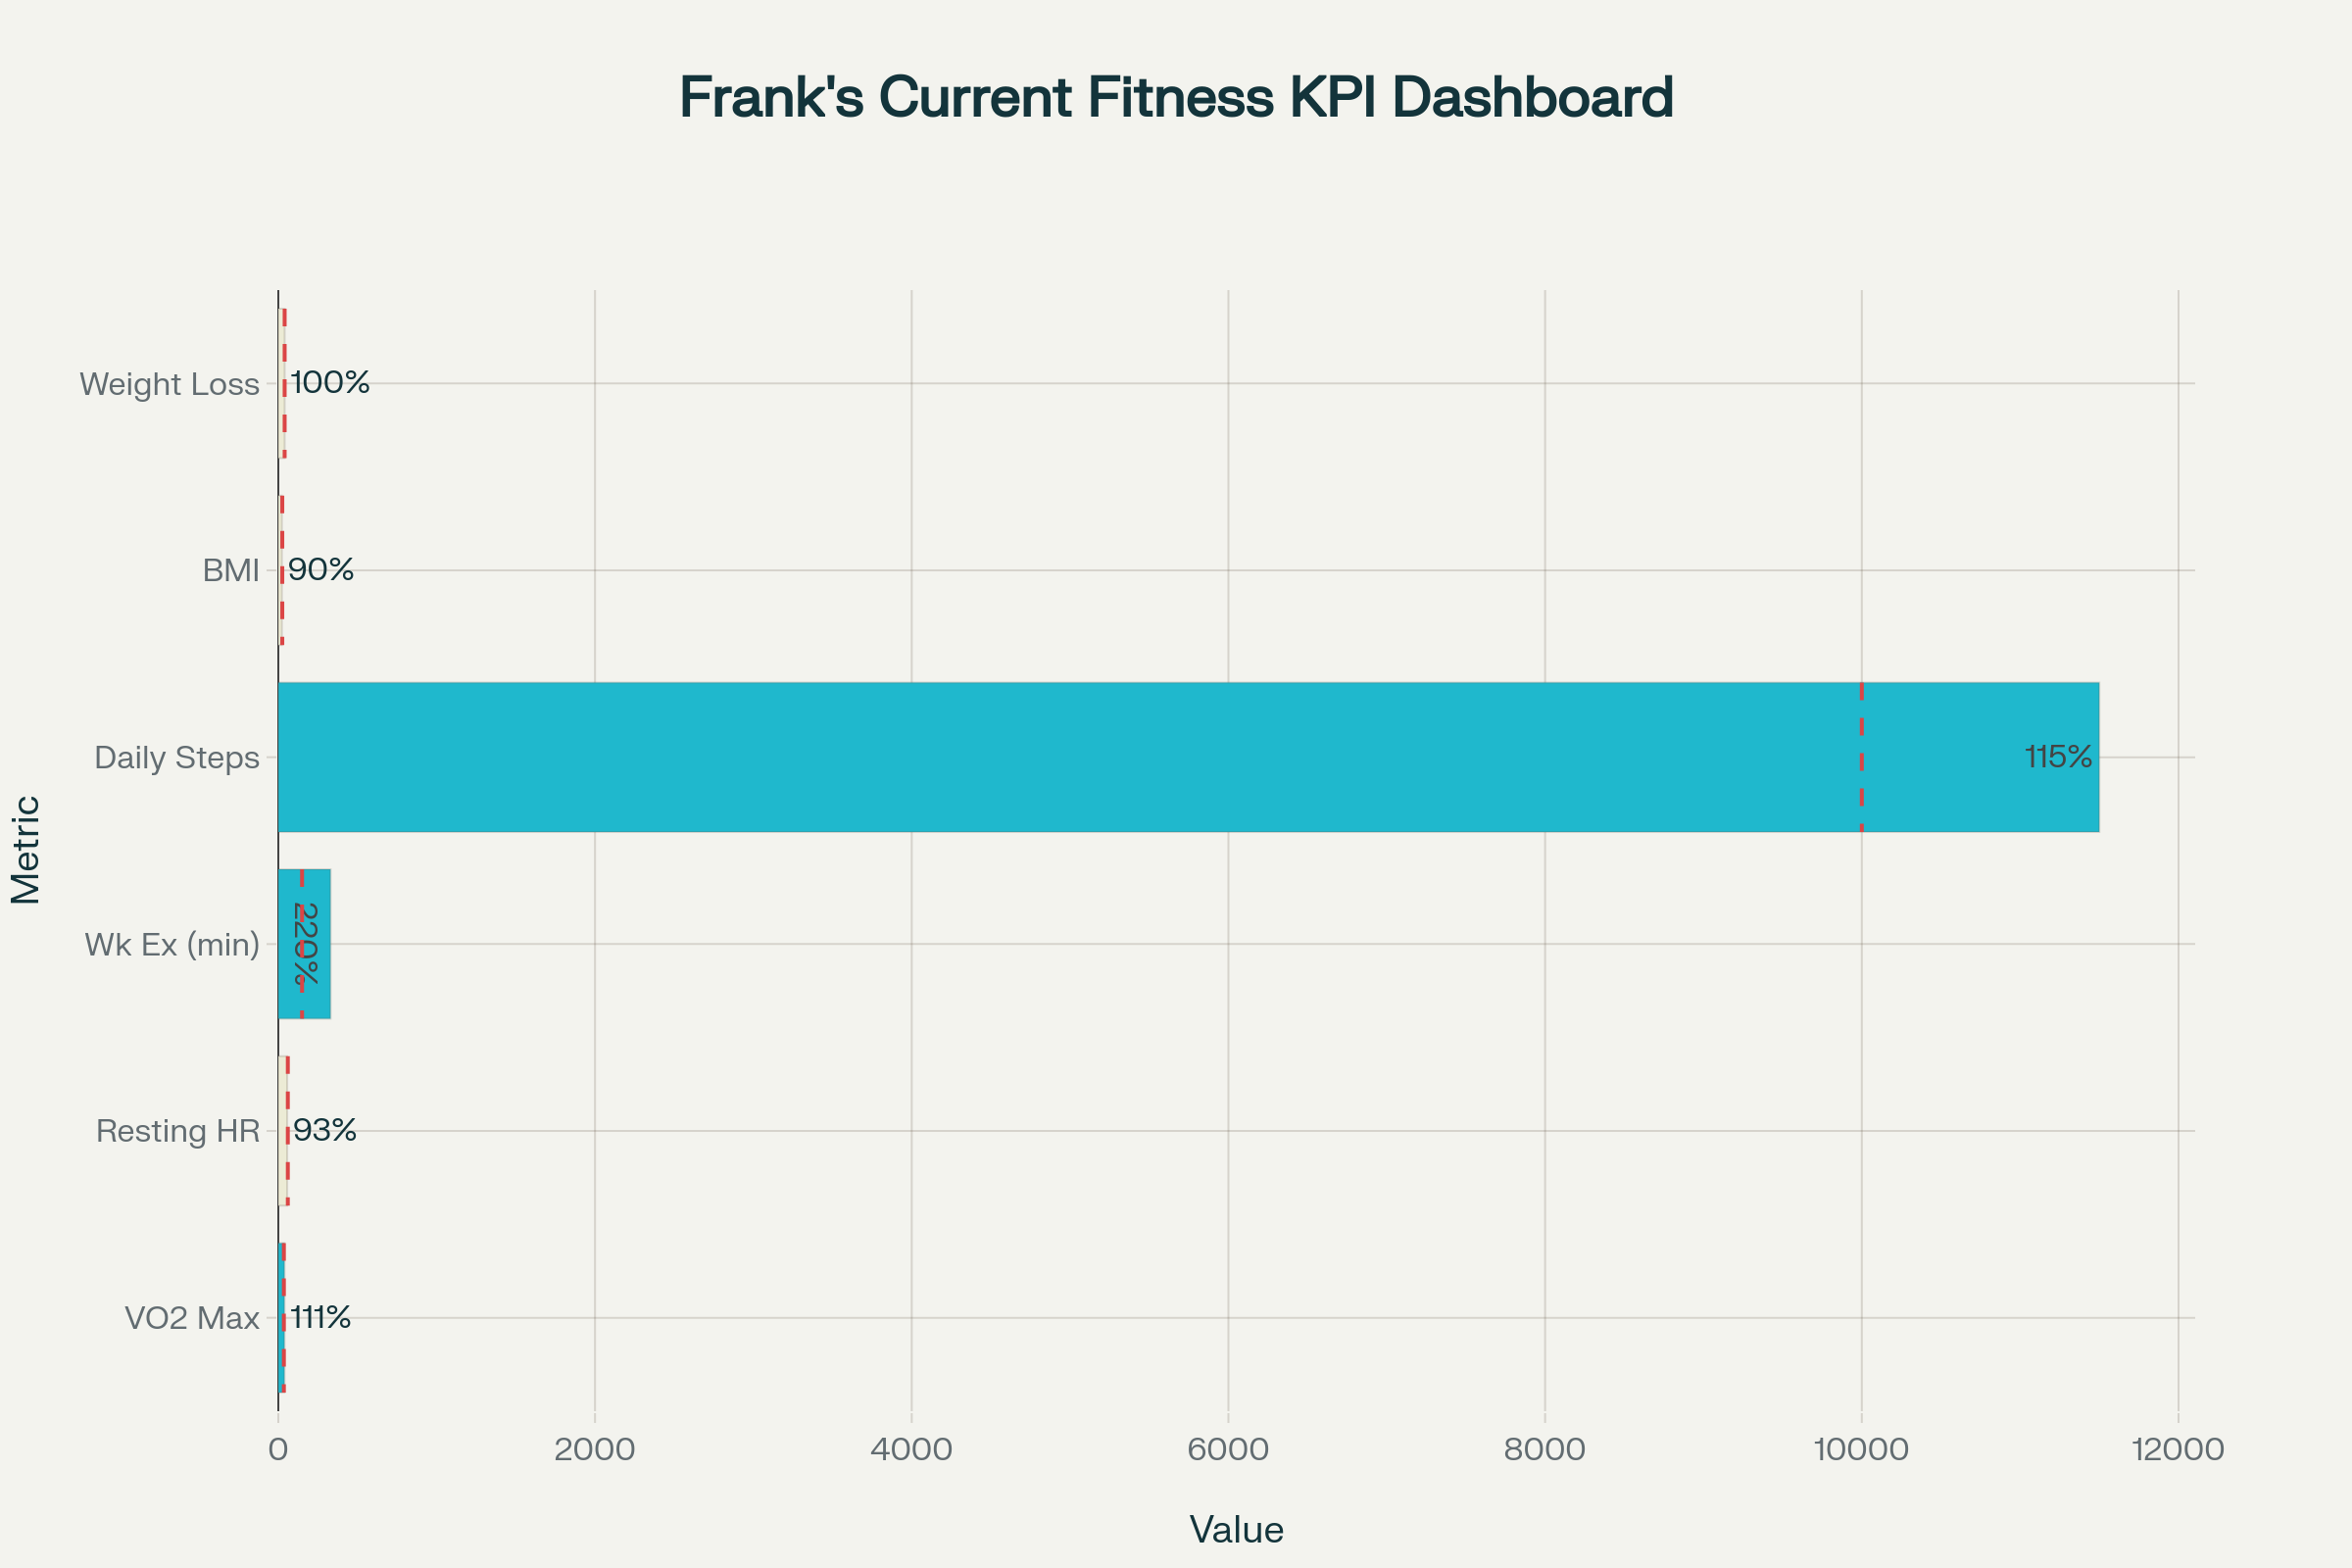 Frank's Current Fitness KPI Dashboard
Weight Loss
100%
BMI
90%
Daily Steps
115%
Metric
Wk Ex (min)
220%
Resting HR
93%
VO2 Max
111%
0 2000 4000 6000 8000 10000 12000
Value